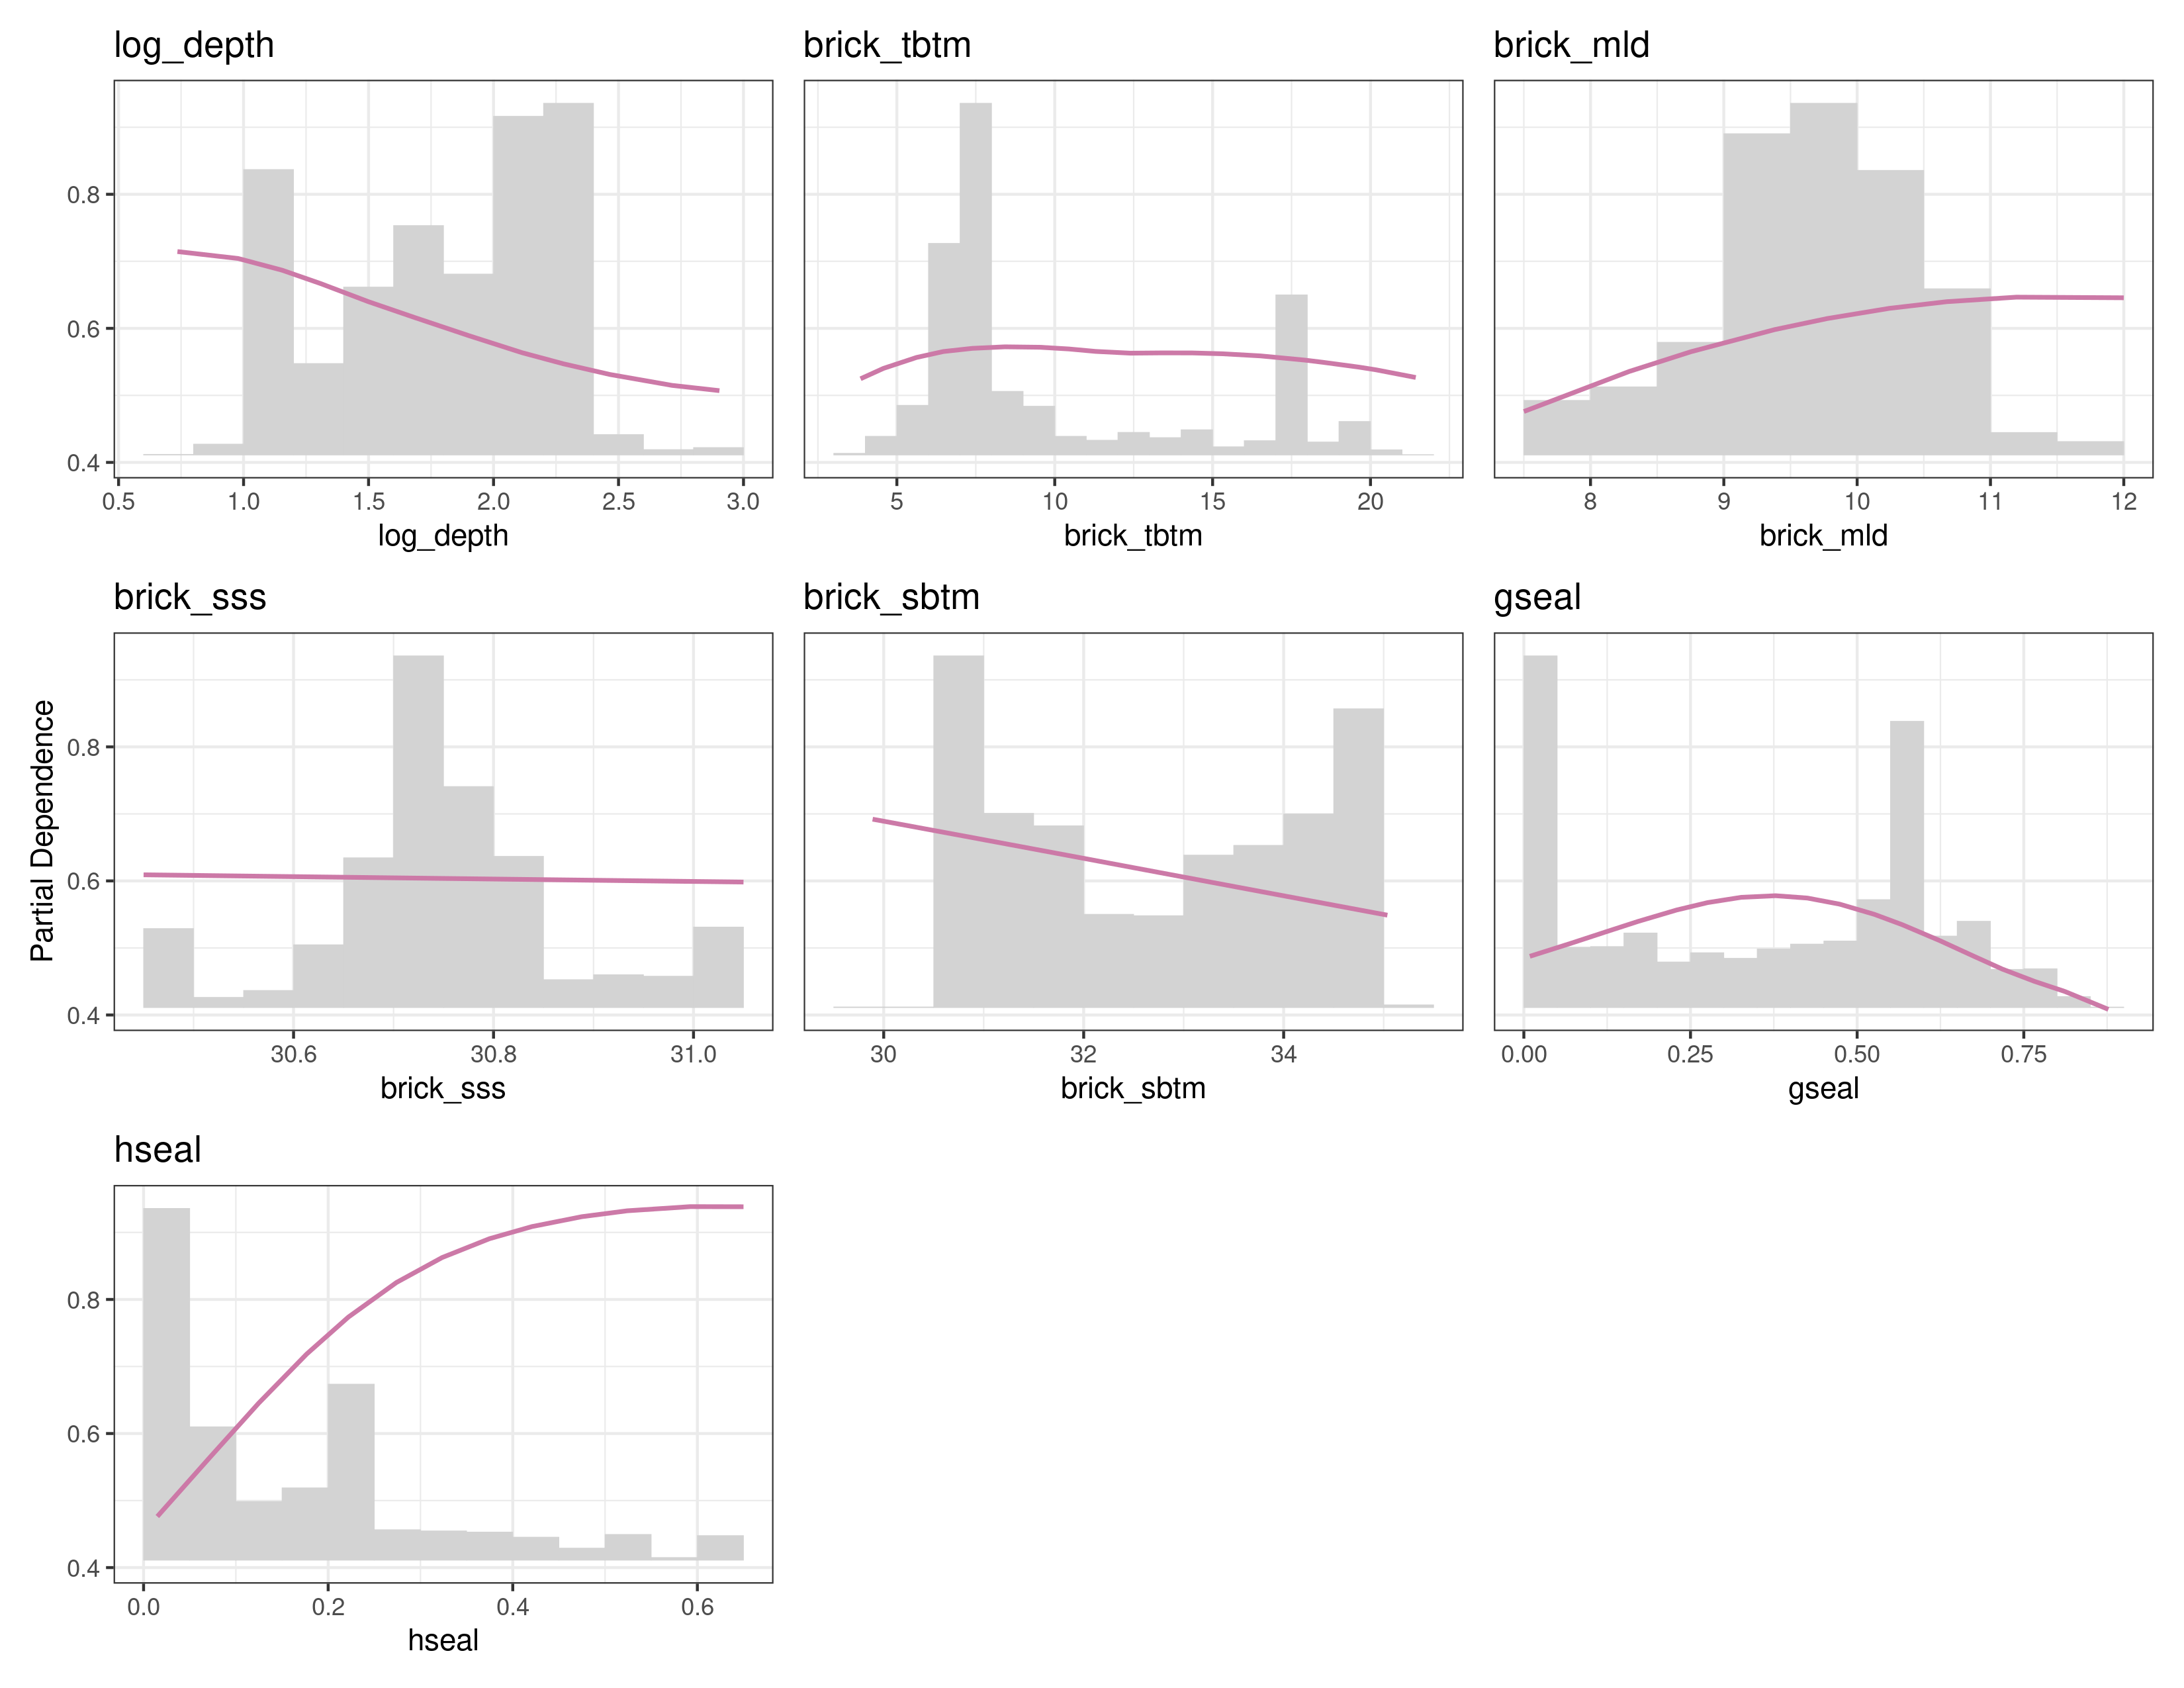 log_depth
brick_tbtm
brick_mld
0.8
0.6
0.4
0.5 1.0 1.5 2.0 2.5 3.0
5 10 15 20
8 9 10 11 12
log_depth
brick_tbtm
brick_mld
brick_sss
brick_sbtm
gseal
Partial Dependence
0.8
0.6
0.4
30.6 30.8 31.0
30 32 34
0.00 0.25 0.50 0.75
brick_sss
brick_sbtm
gseal
hseal
0.8
0.6
0.4
0.0 0.2 0.4 0.6
hseal